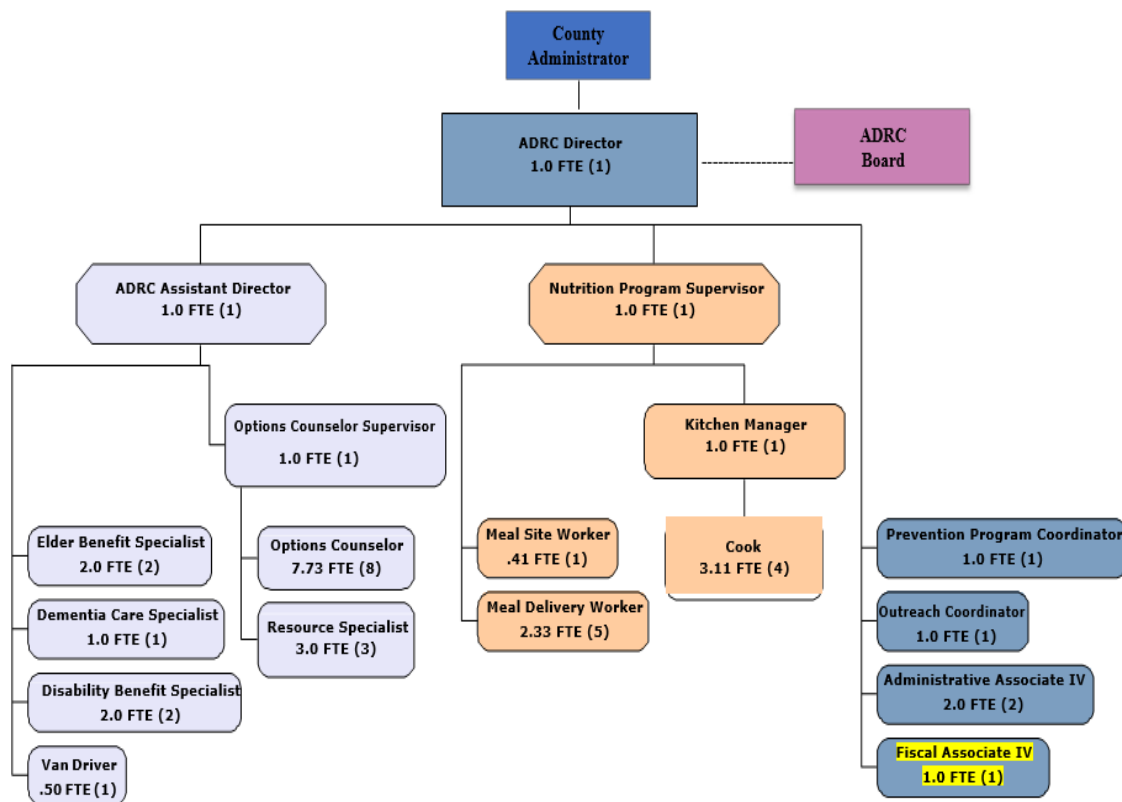 County
Administrator
ADRC Director
1.0 FTE (1)
ADRC
Board
ADRC Assistant Director
1.0 FTE (1)
Nutrition Program Supervisor
1.0 FTE (1)
Options Counselor Supervisor
1.0 FTE (1)
Kitchen Manager
1.0 FTE (1)
Elder Benefit Specialist
2.0 FTE (2)
Options Counselor
7.73 FTE (8)
Meal Site Worker
.41 FTE (1)
Cook
3.11 FTE (4)
Prevention Program Coordinator
1.0 FTE (1)
Dementia Care Specialist
1.0 FTE (1)
Resource Specialist
3.0 FTE (3)
Meal Delivery Worker
2.33 FTE (5)
Outreach Coordinator
1.0 FTE (1)
Disability Benefit Specialist
2.0 FTE (2)
Administrative Associate IV
2.0 FTE (2)
Van Driver
.50 FTE (1)
Fiscal Associate IV
1.0 FTE (1)